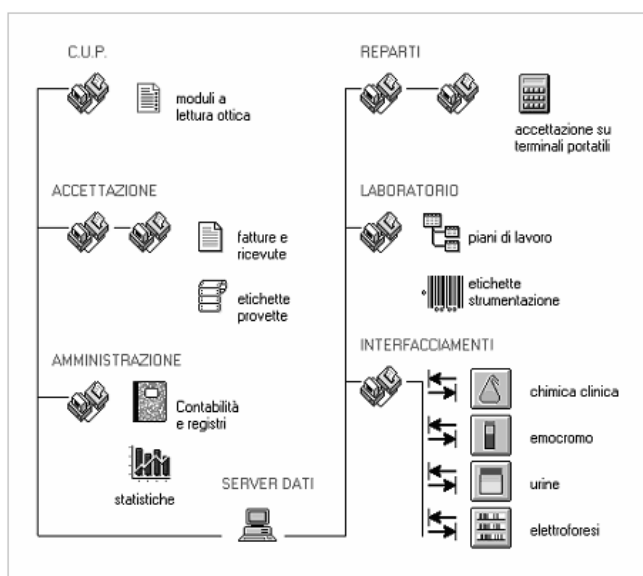 C.U.P.
moduli a
lettura ottica
ACCETTAZIONE
fatture e
ricevute
etichette
provette
AMMINISTRAZIONE
Contabilità
e registri
statistiche
SERVER DATI
REPARTI
accettazione su
terminali portatili
LABORATORIO
piani di lavoro
etichette
strumentazione
INTERFACCIAMENTI
chimica clinica
emocromo
urine
elettroforesi